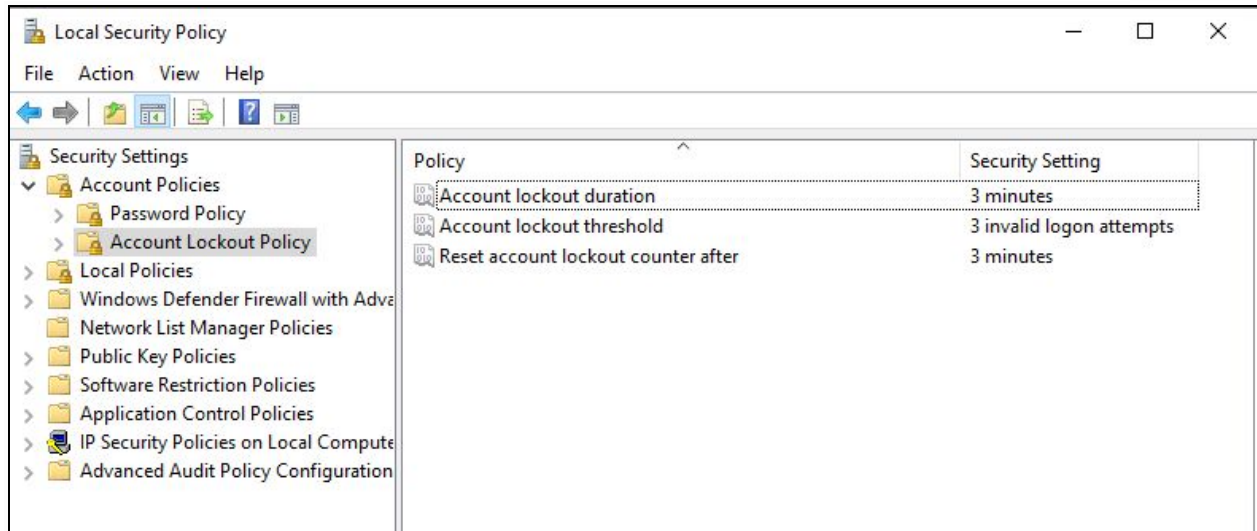 Local Security Policy
File Action View Help
Security Settings
Account Policies
Password Policy
Account Lockout Policy
Local Policies
Windows Defender Firewall with Adva
Network List Manager Policies
Public Key Policies
Software Restriction Policies
Application Control Policies
IP Security Policies on Local Compute
Advanced Audit Policy Configuration
Policy Security Setting
Account lockout duration 3 minutes
Account lockout threshold 3 invalid logon attempts
Reset account lockout counter after 3 minutes